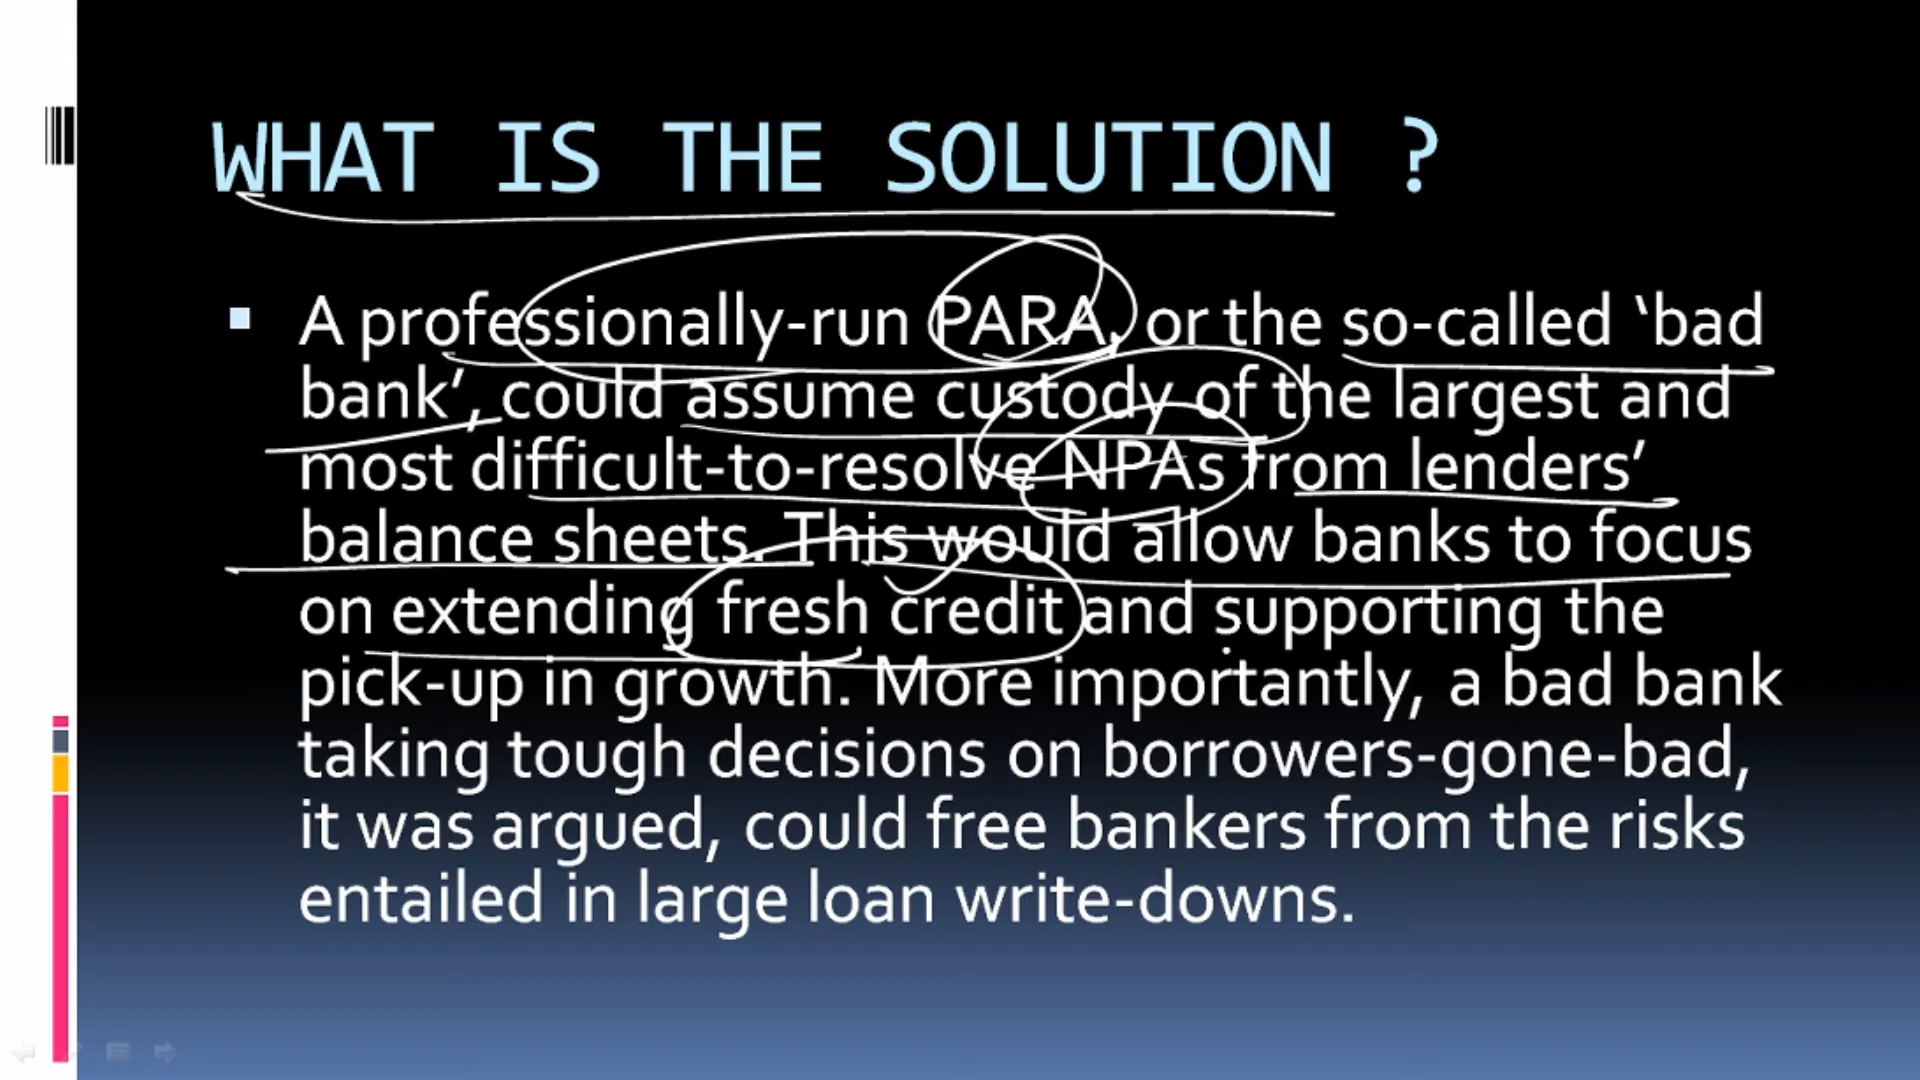 WHAT IS THE SOLUTION ?
A professionally-run PARA, or the so-called ‘bad
bank’, could assume custody of the largest and
most difficult-to-resolve NPAs from lenders’
balance sheets. This would allow banks to focus
on extending fresh credit and supporting the
pick-up in growth. More importantly, a bad bank
taking tough decisions on borrowers-gone-bad,
it was argued, could free bankers from the risks
entailed in large loan write-downs.